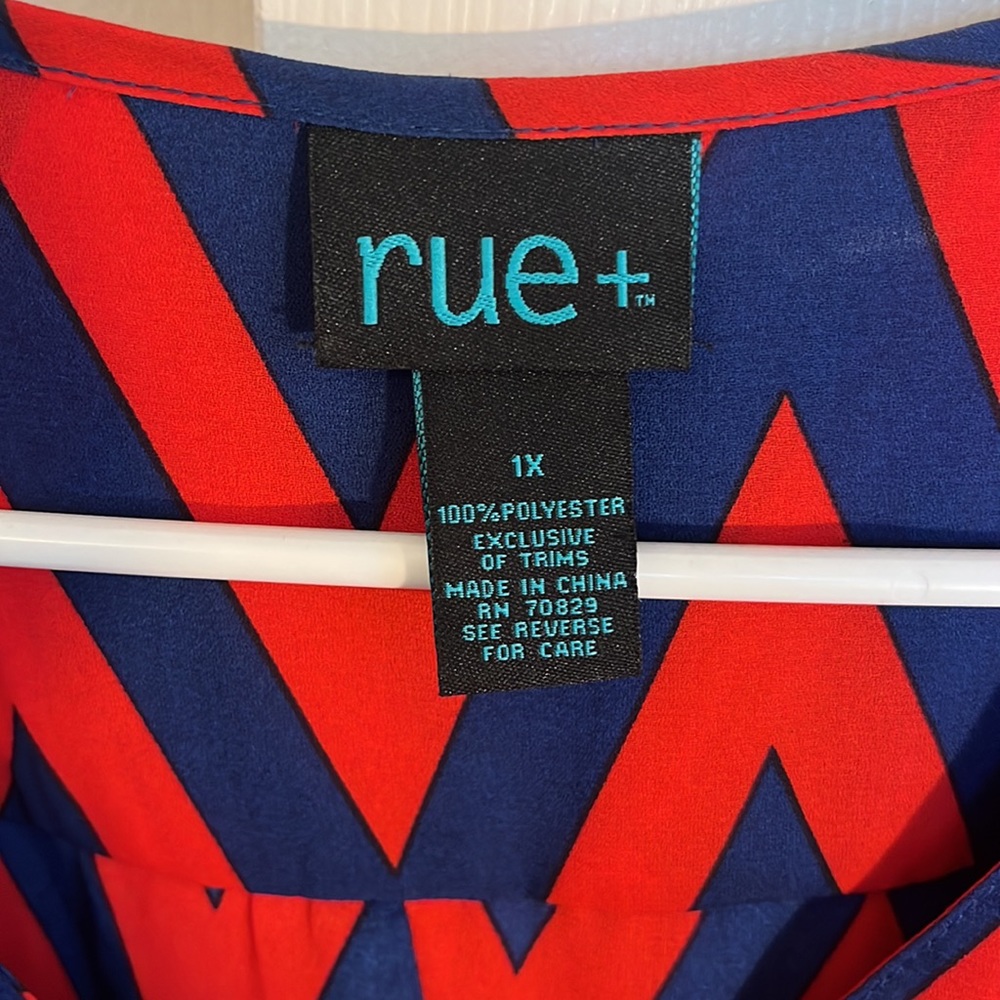 rue+™
1X
100%POLYESTER
EXCLUSIVE
OF TRIMS
MADE IN CHINA
RN 70829
SEE REVERSE
FOR CARE